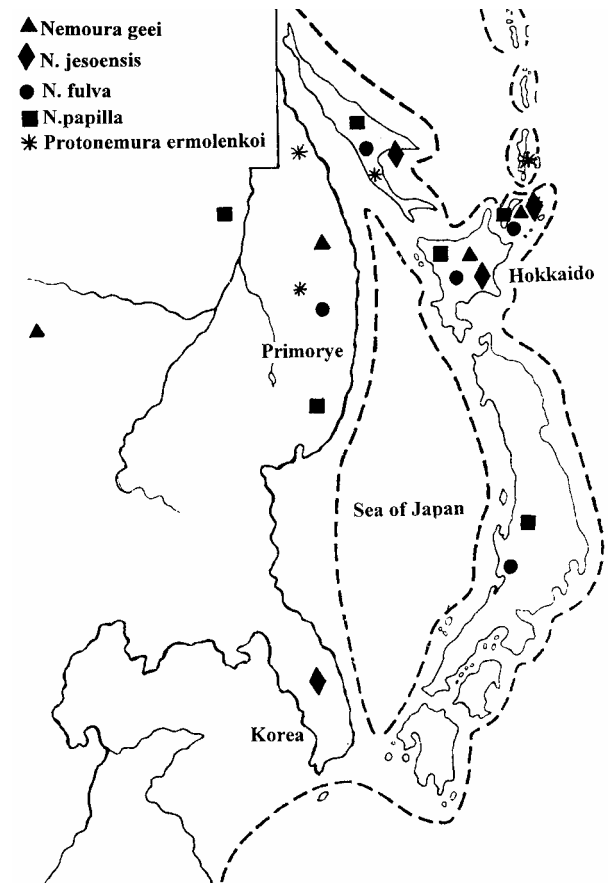 Nemoura geei
N. jesoensis
N. fulva
N.papilla
Protonemura ermolenkoi
Hokkaido
Primorye
Sea of Japan
Korea